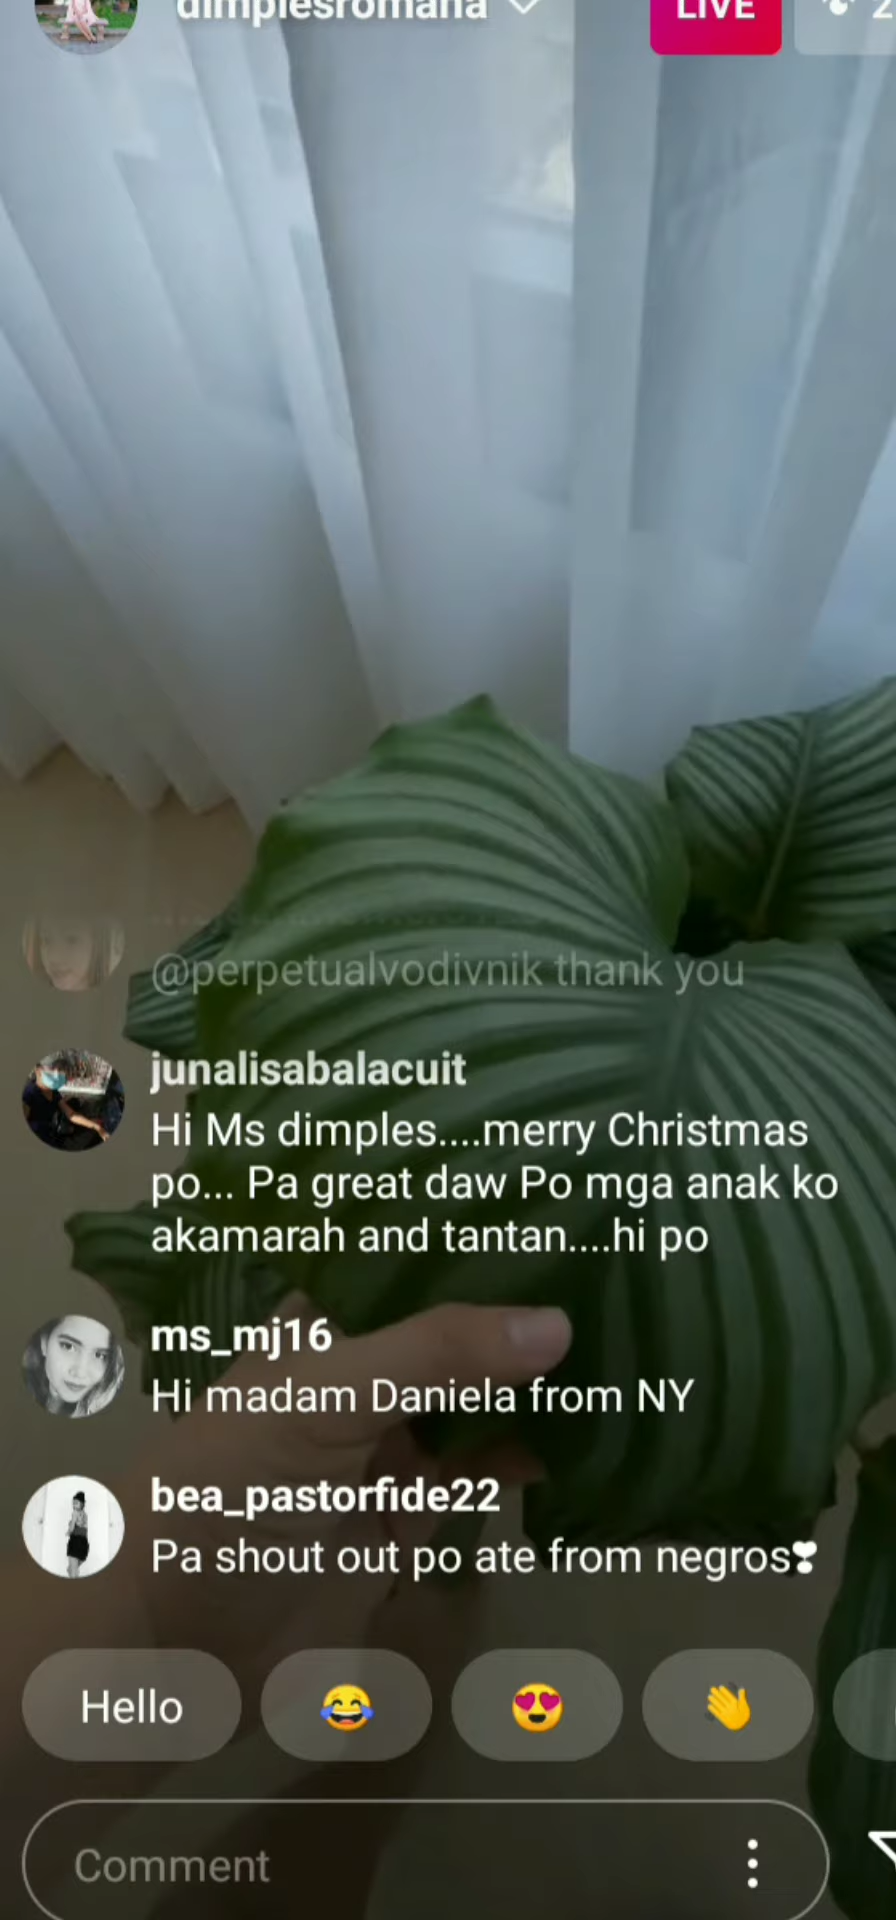 dimplesromana
LIVE
2
@perpetualvodivnik thank you
junalisabalacuit
Hi Ms dimples....merry Christmas
po... Pa great daw Po mga anak ko
akamarah and tantan....hi po
ms_mj16
Hi madam Daniela from NY
bea_pastorfide22
Pa shout out po ate from negros❣
Hello 😂 😍 👋
Comment